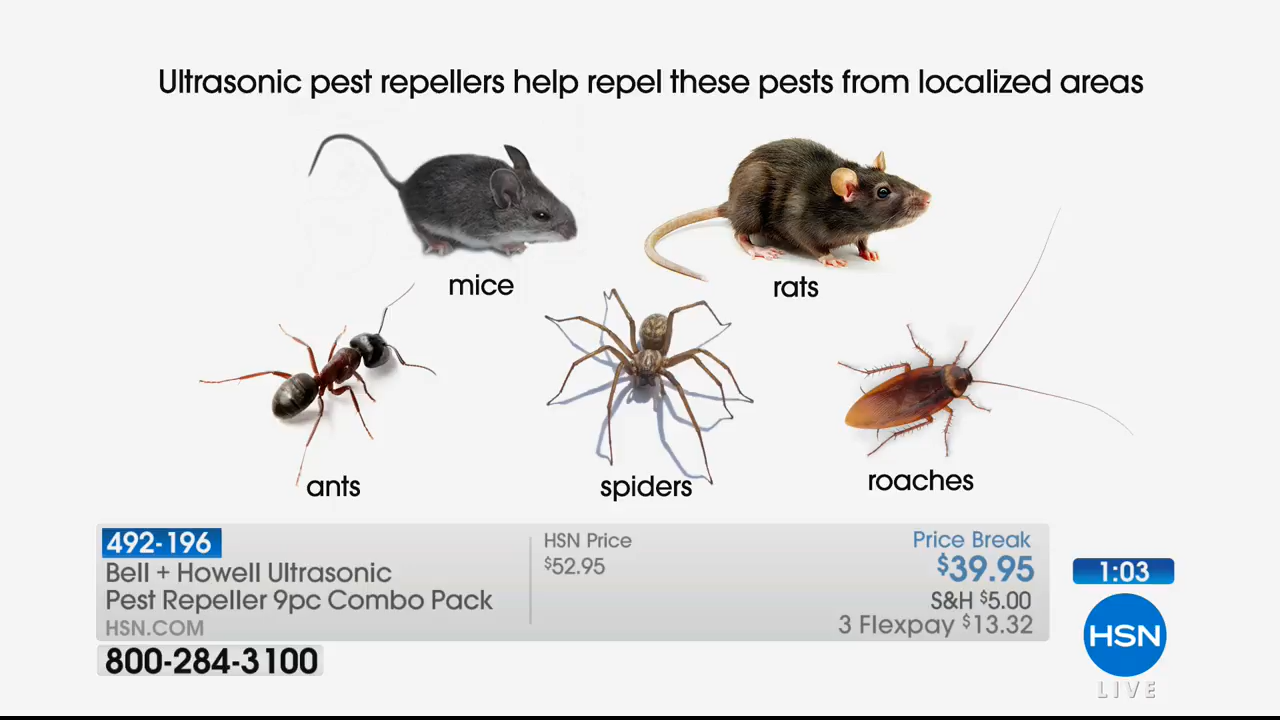 Ultrasonic pest repellers help repel these pests from localized areas
mice
rats
ants
spiders
roaches
492-196
Bell + Howell Ultrasonic
Pest Repeller 9pc Combo Pack
HSN.COM
800-284-3100
HSN Price
$52.95
Price Break
$39.95
S&H $5.00
3 Flexpay $13.32
1:03
HSN
LIVE